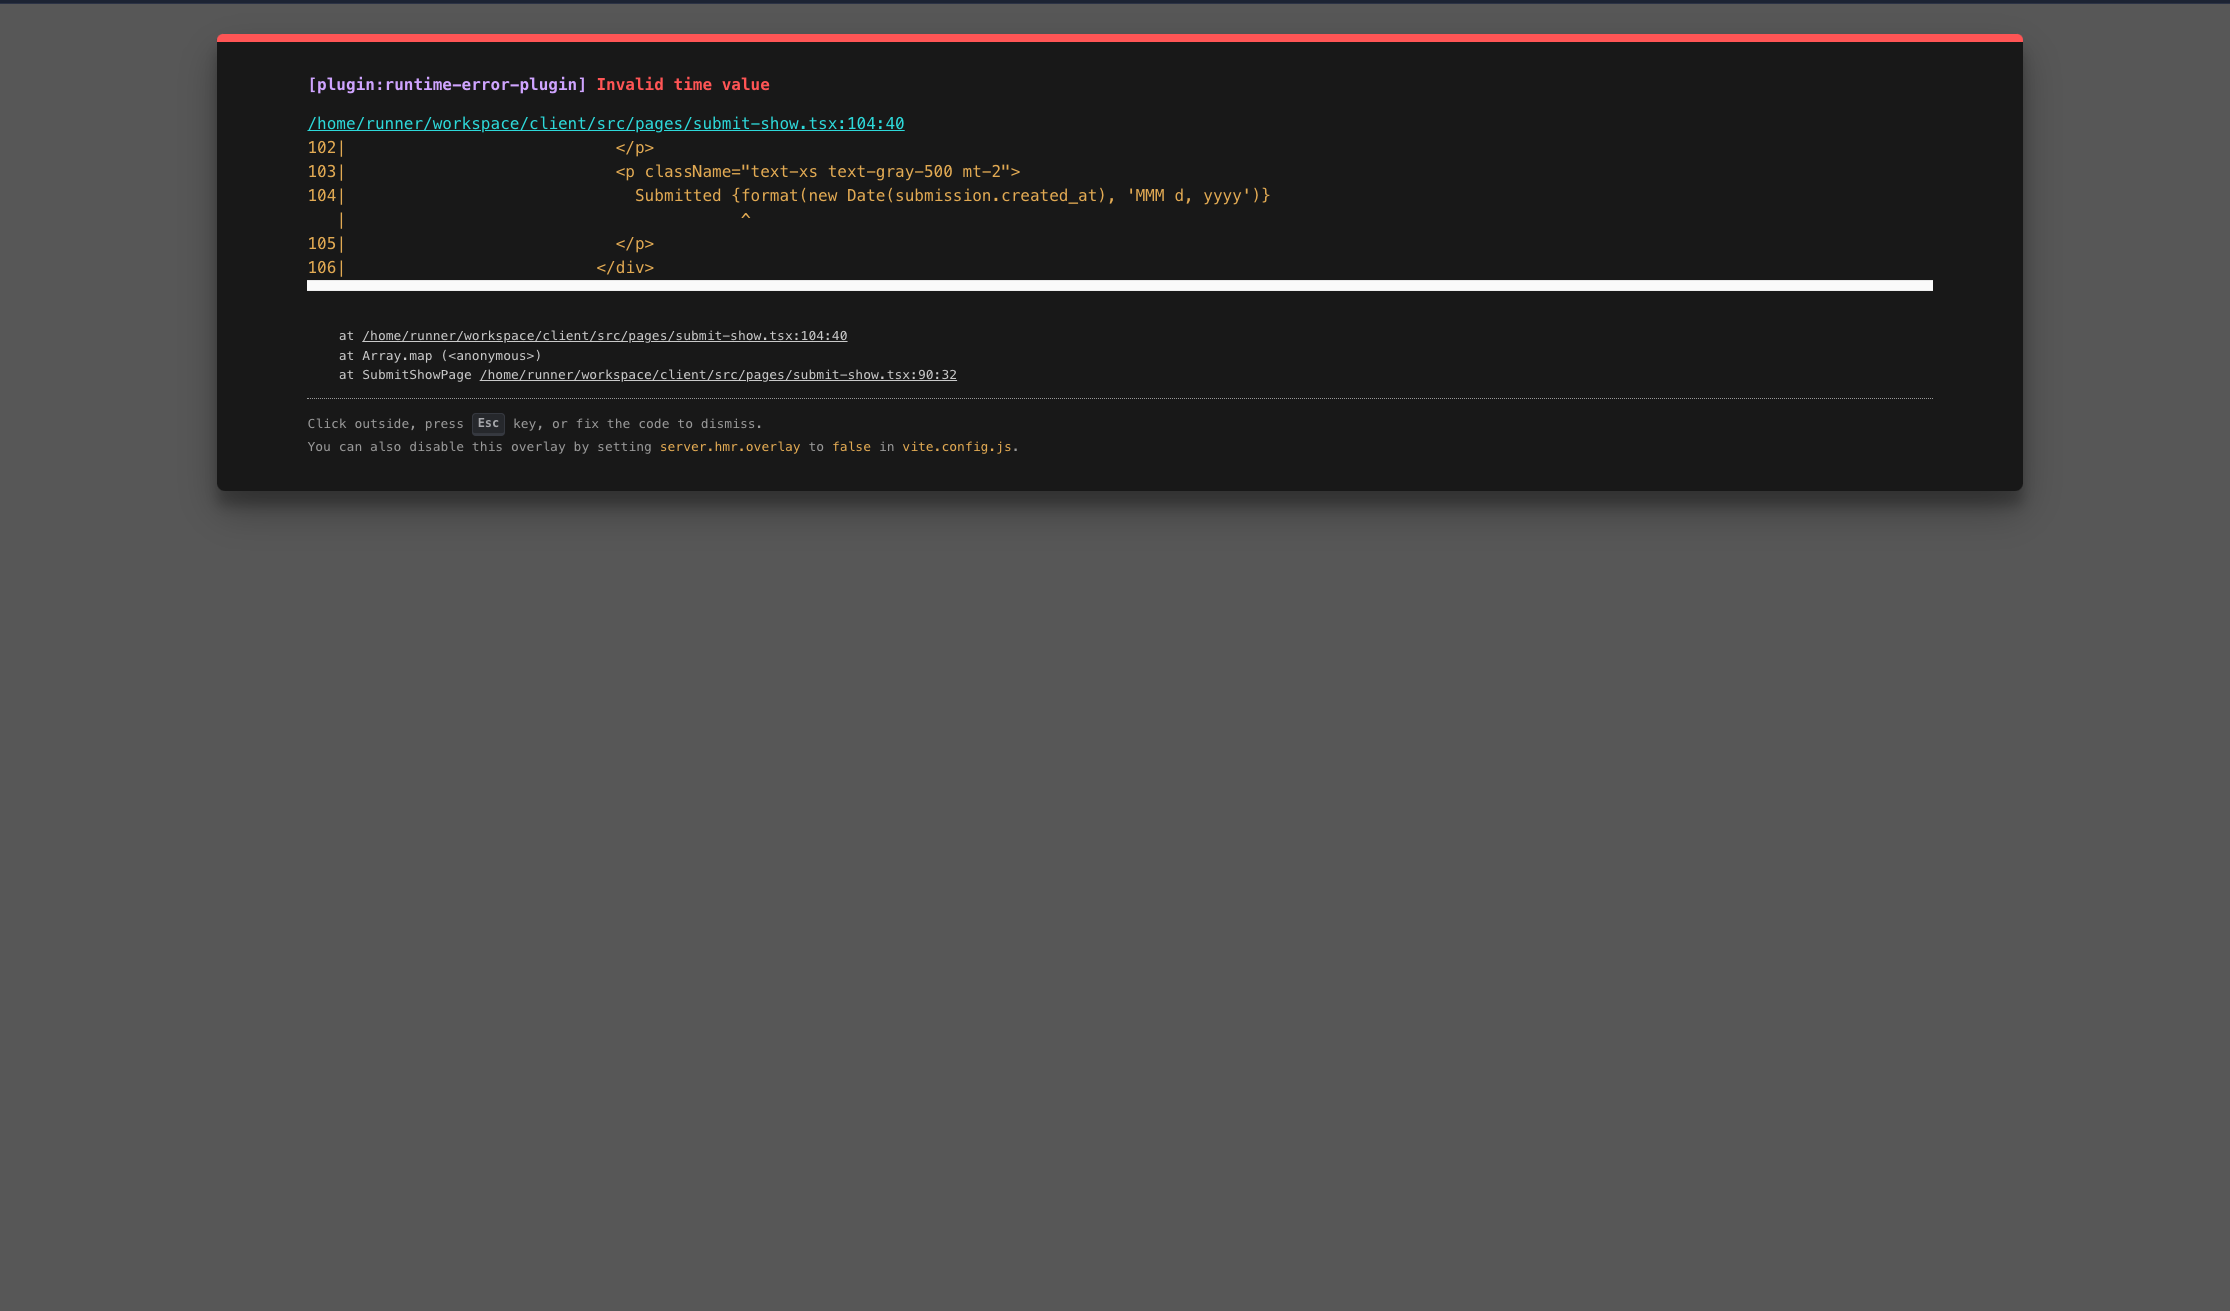 [plugin:runtime-error-plugin] Invalid time value
/home/runner/workspace/client/src/pages/submit-show.tsx:104:40
102|                            </p>
103|                            <p className="text-xs text-gray-500 mt-2">
104|                              Submitted {format(new Date(submission.created_at), 'MMM d, yyyy')}
   |                                         ^
105|                            </p>
106|                          </div>
at /home/runner/workspace/client/src/pages/submit-show.tsx:104:40
at Array.map (<anonymous>)
at SubmitShowPage /home/runner/workspace/client/src/pages/submit-show.tsx:90:32
Click outside, press Esc key, or fix the code to dismiss.
You can also disable this overlay by setting server.hmr.overlay to false in vite.config.js.